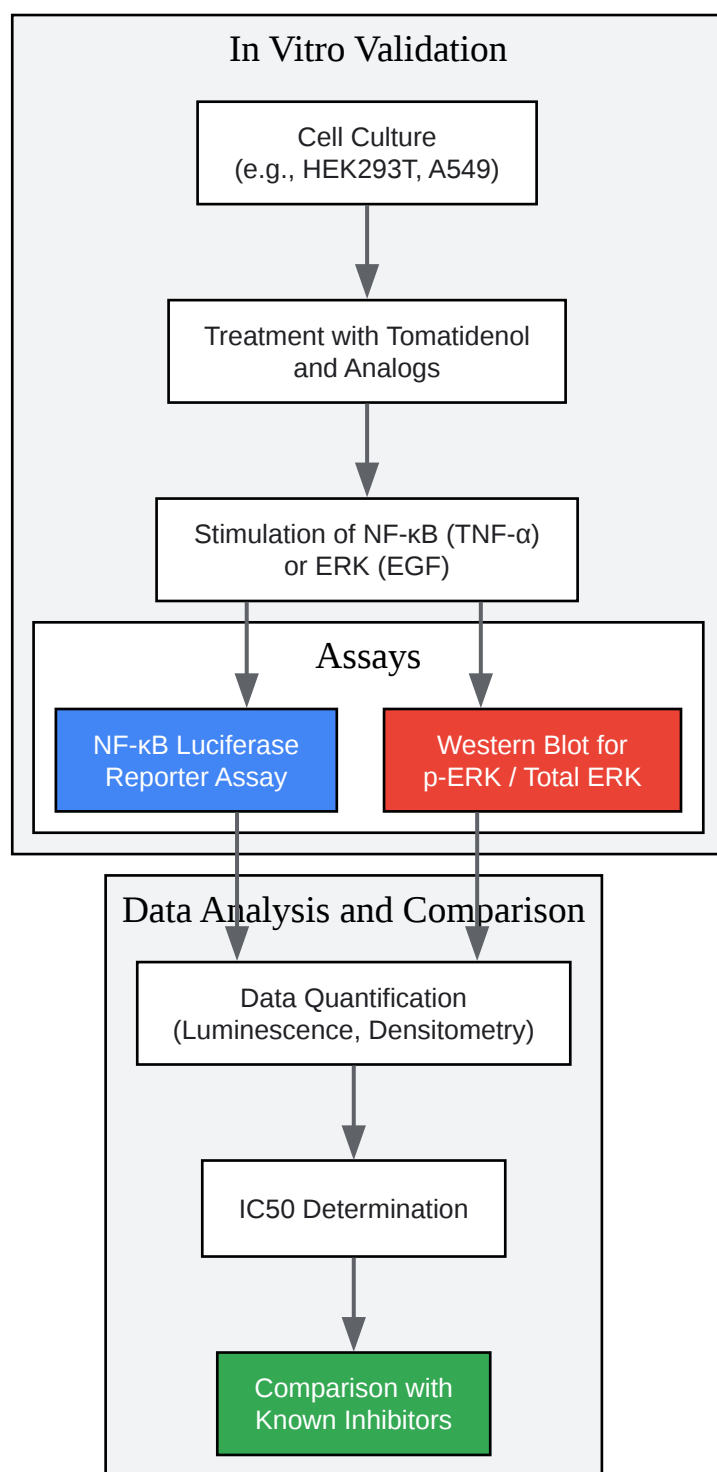 In Vitro Validation
Cell Culture
(e.g., HEK293T, A549)
Treatment with Tomatidenol
and Analogs
Stimulation of NF-κB (TNF-α)
or ERK (EGF)
Assays
NF-κB Luciferase
Reporter Assay
Western Blot for
p-ERK / Total ERK
Data Analysis and Comparison
Data Quantification
(Luminescence, Densitometry)
IC50 Determination
Comparison with
Known Inhibitors